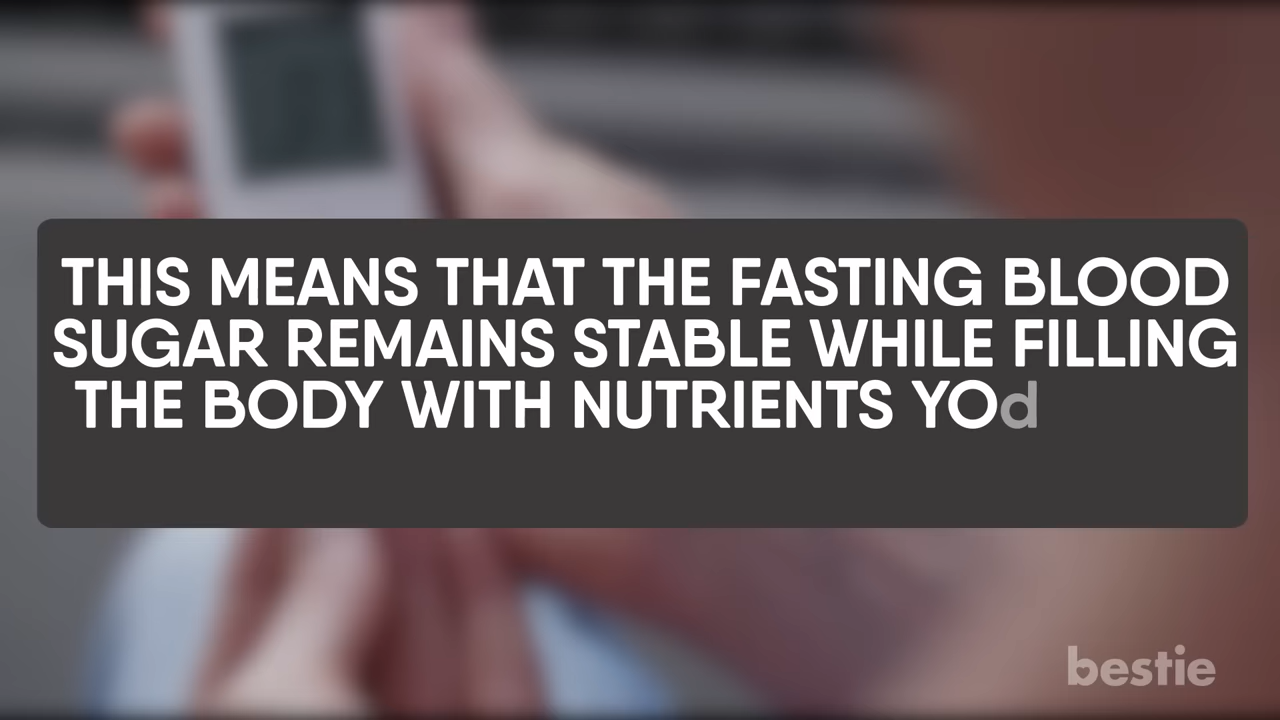 THIS MEANS THAT THE FASTING BLOOD
SUGAR REMAINS STABLE WHILE FILLING
THE BODY WITH NUTRIENTS YOd
bestie